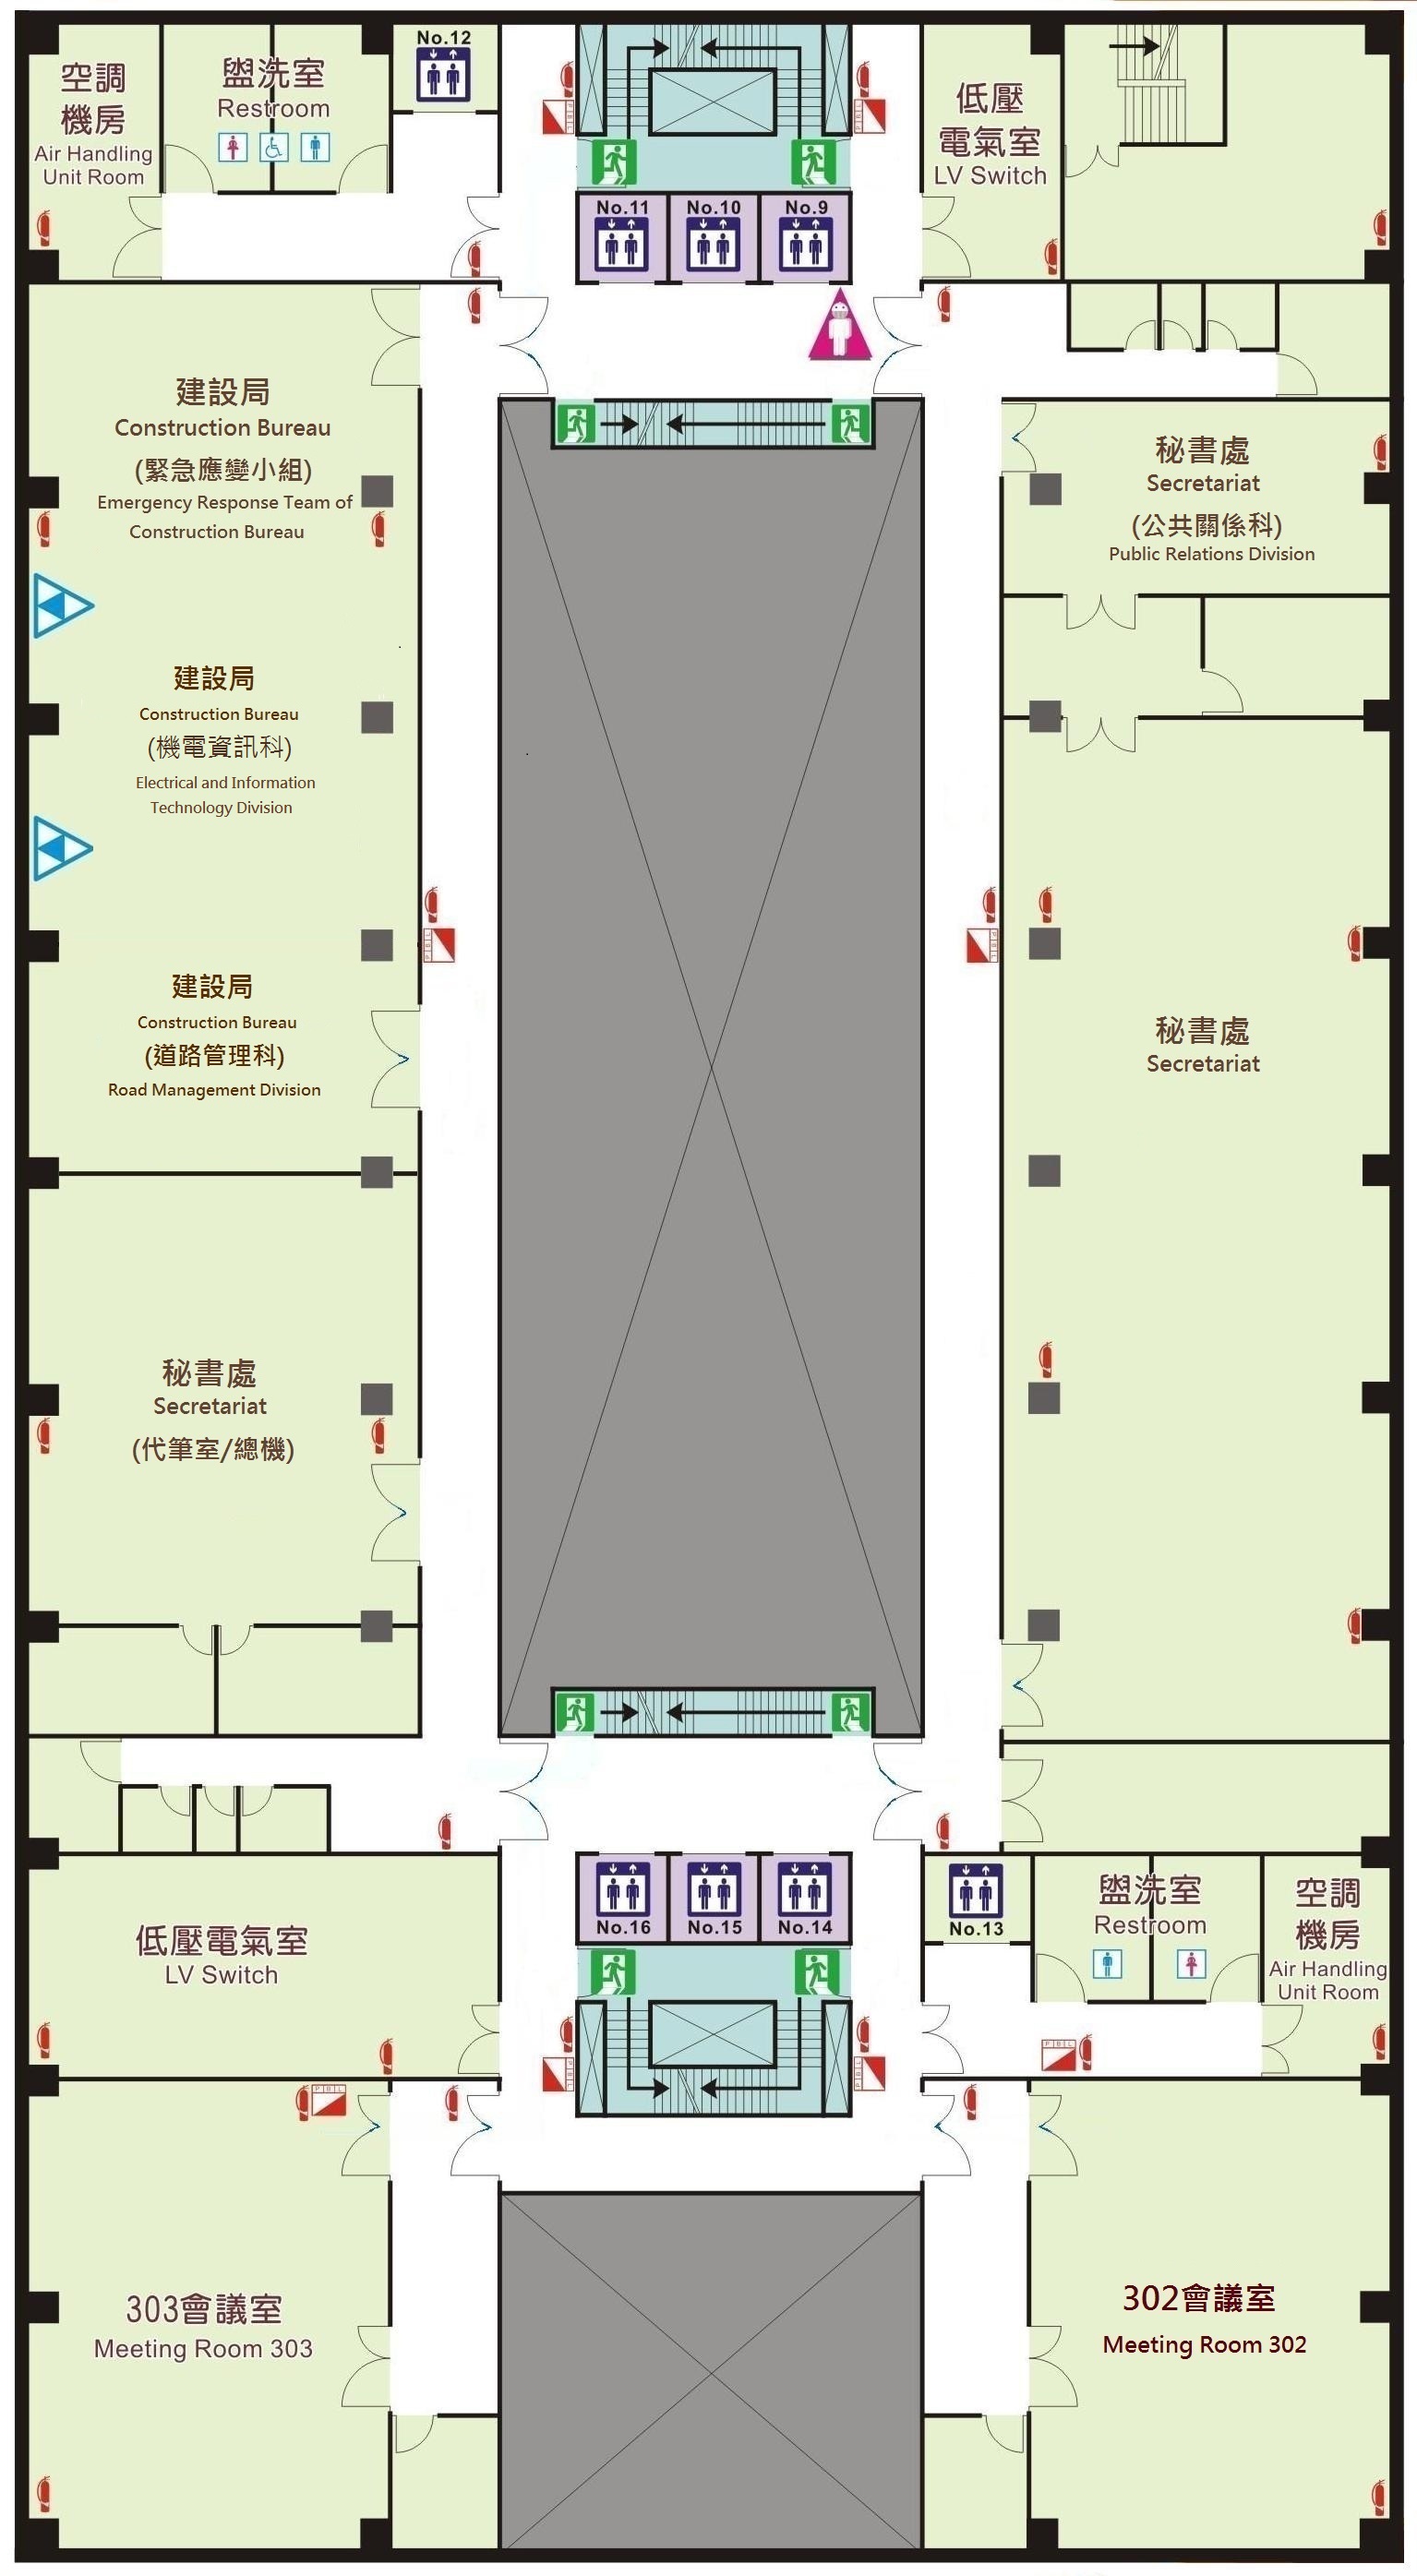 空調
機房
Air Handling
Unit Room
盥洗室
Restroom
No.12
低壓
電氣室
LV Switch
No.11
No.10
No.9
建設局
Construction Bureau
(緊急應變小組)
Emergency Response Team of
Construction Bureau
秘書處
Secretariat
(公共關係科)
Public Relations Division
建設局
Construction Bureau
(機電資訊科)
Electrical and Information
Technology Division
建設局
Construction Bureau
(道路管理科)
Road Management Division
秘書處
Secretariat
秘書處
Secretariat
(代筆室/總機)
No.16
No.15
No.14
No.13
盥洗室
Restroom
空調
機房
Air Handling
Unit Room
低壓電氣室
LV Switch
303會議室
Meeting Room 303
302會議室
Meeting Room 302